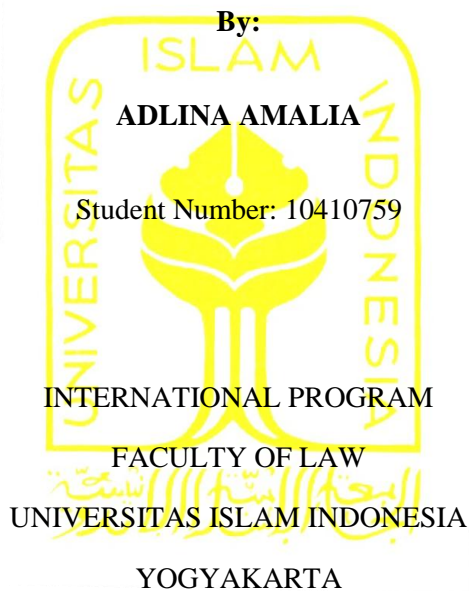 By:
ISLAM
UNIVERSITAS
INDONESIA
ADLINA AMALIA
Student Number: 10410759
INTERNATIONAL PROGRAM
FACULTY OF LAW
UNIVERSITAS ISLAM INDONESIA
YOGYAKARTA